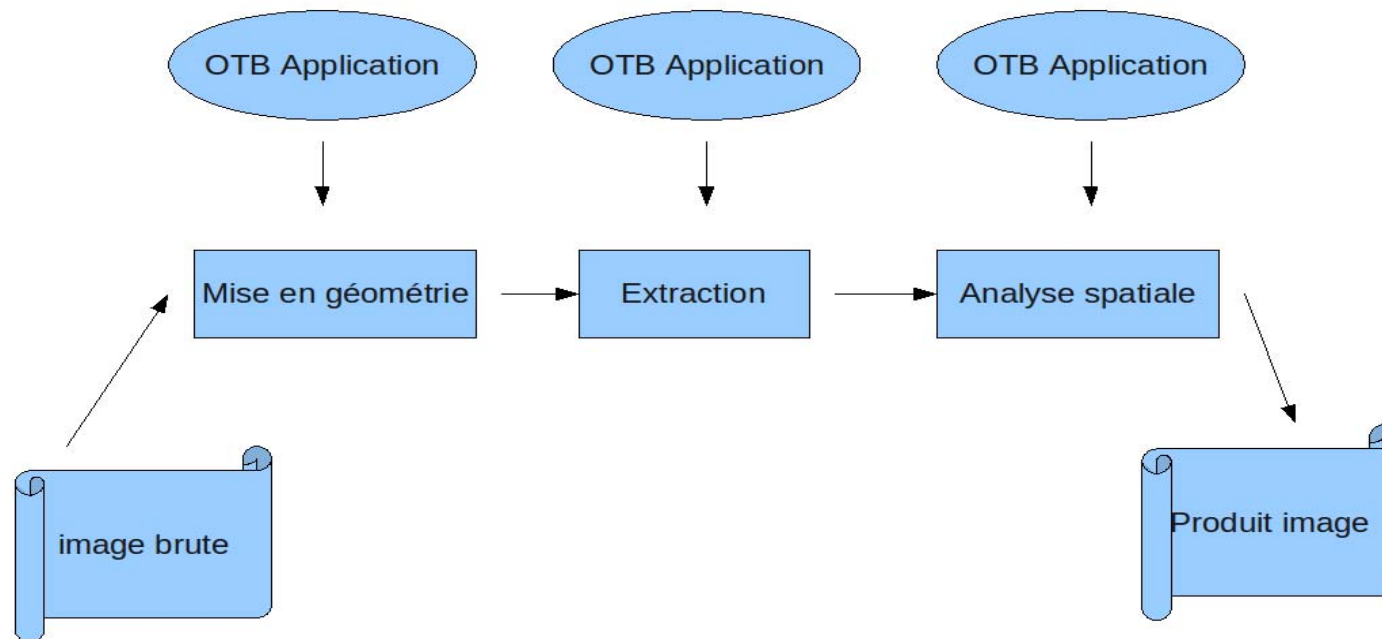 OTB Application
OTB Application
OTB Application
Mise en géométrie
Extraction
Analyse spatiale
image brute
Produit image